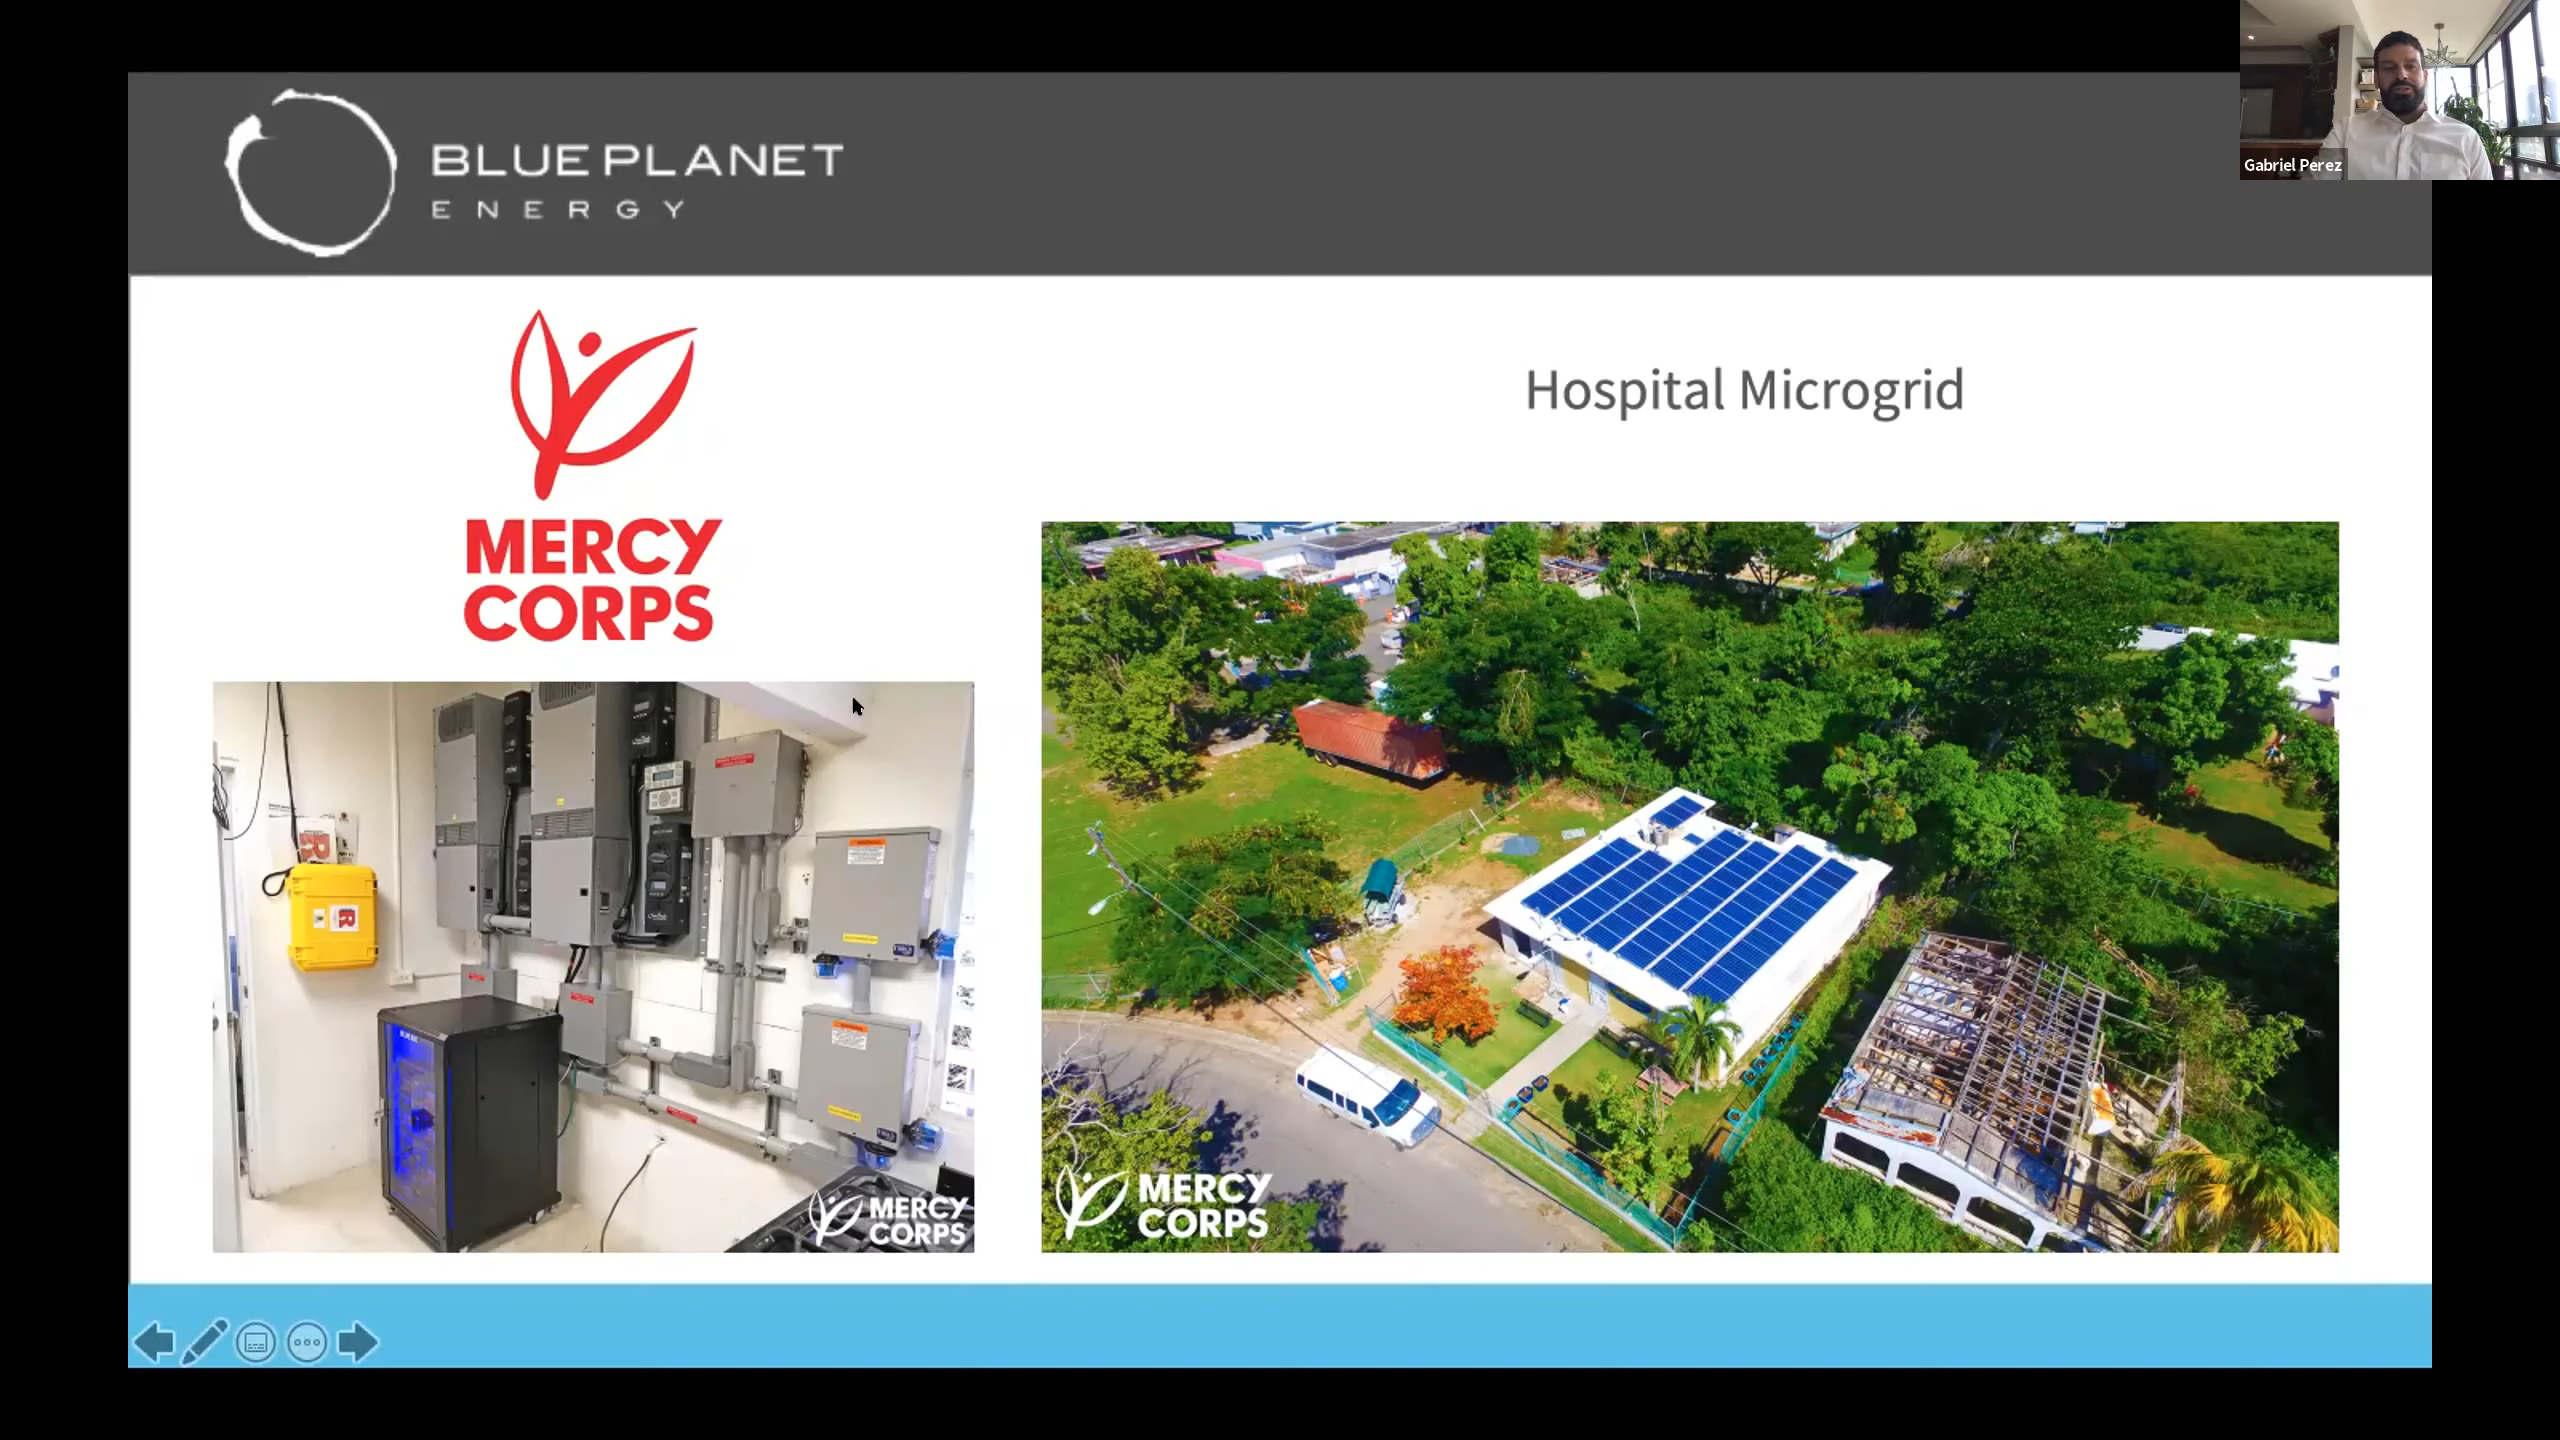 BLUE PLANET
ENERGY
Gabriel Perez
MERCY
CORPS
Hospital Microgrid
MERCY
CORPS
MERCY
CORPS